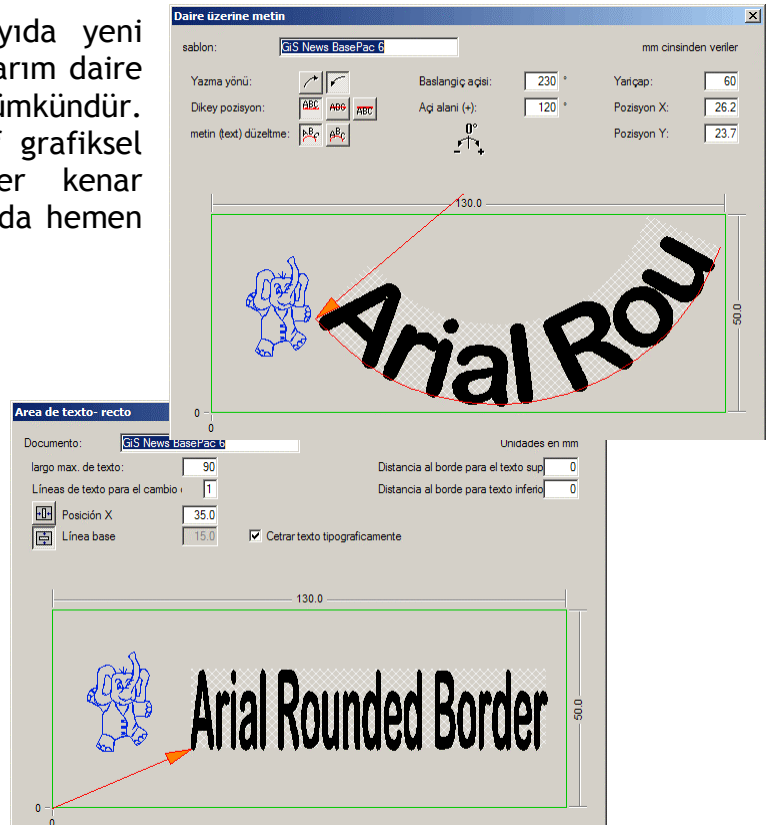 yıda yeni
arım daire
ümkündür.
grafiksel
er kenar
da hemen
Daire üzerine metin
sablon: GiS News BasePac 6 mm cinsinden veriler
Yazma yönü: Baslangiç açisi: 230 ° Yariçap: 60
Dikey pozisyon: ABC ABC ABC Açi alani (+): 120 ° Pozisyon X: 26.2
metin (text) düzeltme: ABC ABC 0° Pozisyon Y: 23.7
- +
130.0
50.0
Arial Rou
0
0
Area de texto- recto
Documento: GiS News BasePac 6 Unidades en mm
largo max. de texto: 90 Distancia al borde para el texto sup 0
Líneas de texto para el cambio 1 Distancia al borde para texto inferio 0
Posición X 35.0
Línea base 15.0 Cetrar texto tipograficamente
130.0
Arial Rounded Border
50.0
0
0